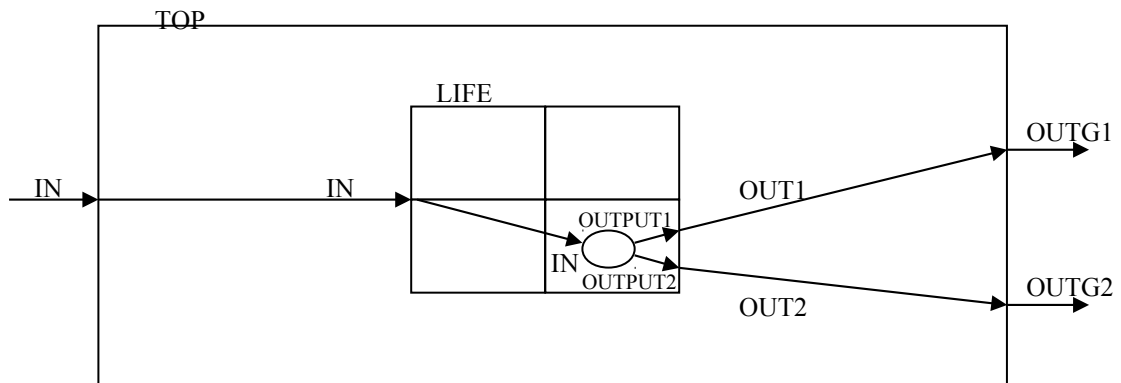 TOP
LIFE
OUTG1
IN
IN
OUT1
OUTPUT1
IN
OUTPUT2
OUTG2
OUT2